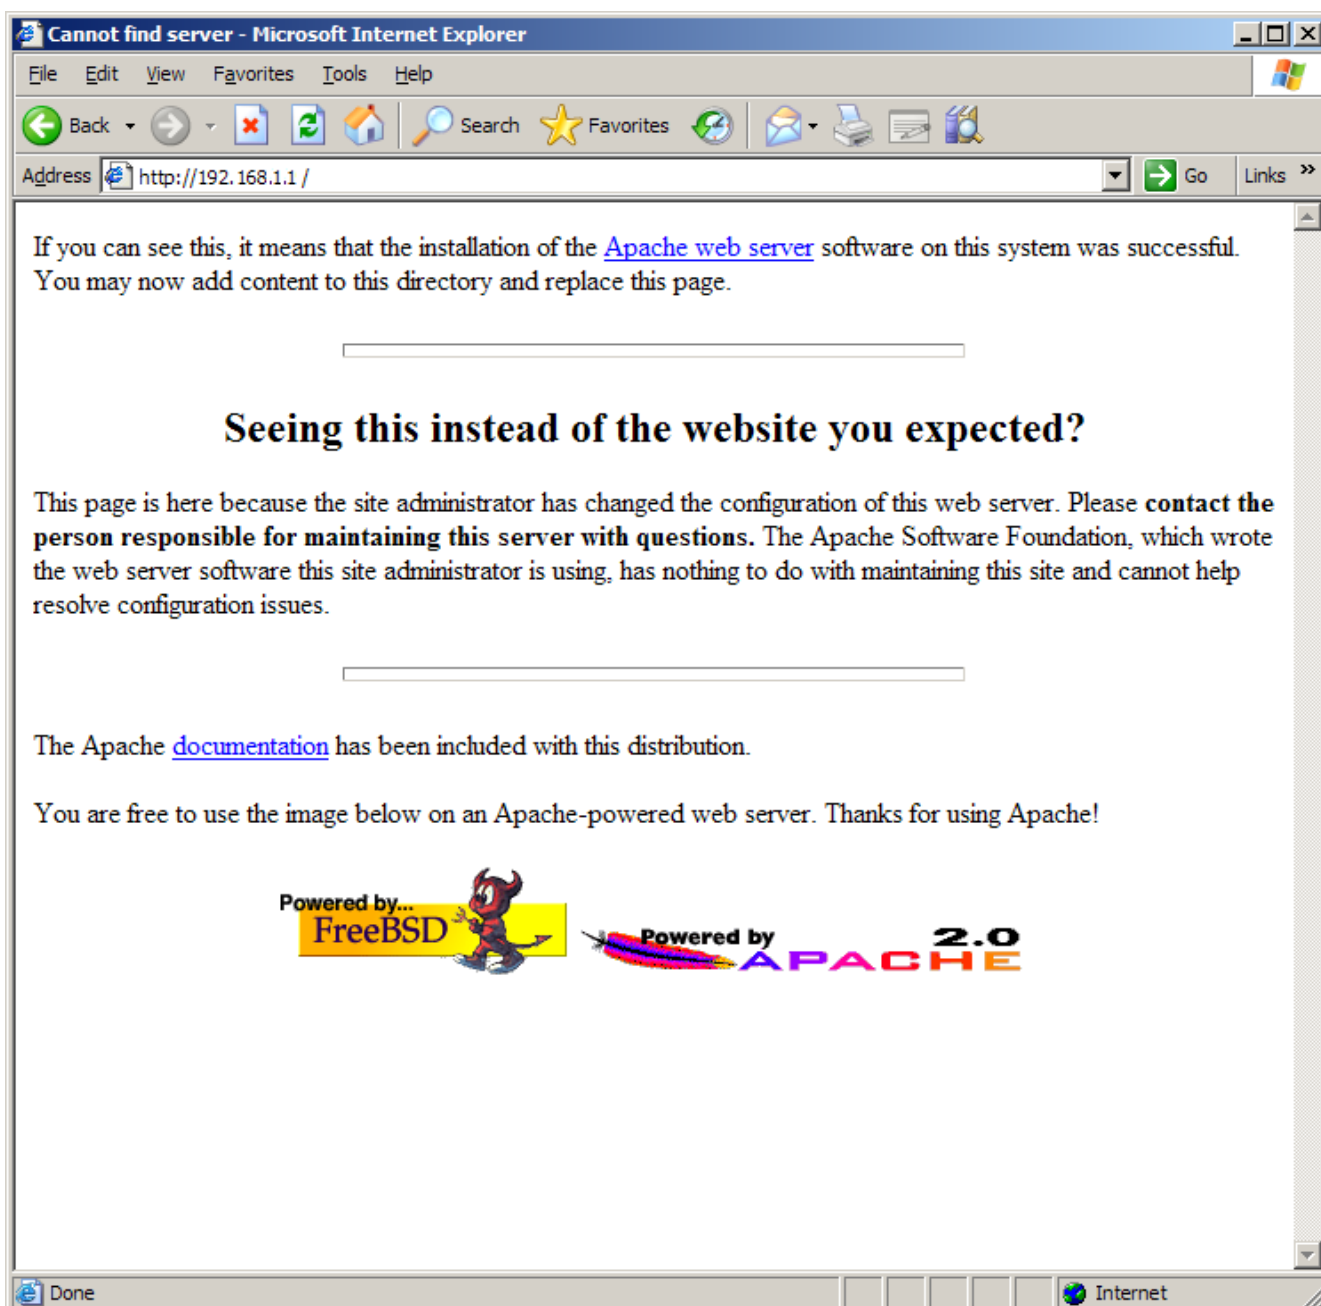 Cannot find server - Microsoft Internet Explorer
File Edit View Favorites Tools Help
Back Search Favorites
Address http://192.168.1.1 / Go Links »
If you can see this, it means that the installation of the Apache web server software on this system was successful.
You may now add content to this directory and replace this page.
Seeing this instead of the website you expected?
This page is here because the site administrator has changed the configuration of this web server. Please contact the
person responsible for maintaining this server with questions. The Apache Software Foundation, which wrote
the web server software this site administrator is using, has nothing to do with maintaining this site and cannot help
resolve configuration issues.
The Apache documentation has been included with this distribution.
You are free to use the image below on an Apache-powered web server. Thanks for using Apache!
Powered by...
FreeBSD
Powered by 2.0
APACHE
Done Internet